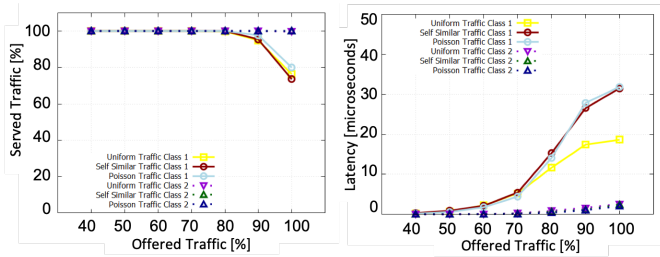 100
80
60
40
20
0
Served Traffic [%]
Uniform Traffic Class 1
Self Similar Traffic Class 1
Poisson Traffic Class 1
Uniform Traffic Class 2
Self Similar Traffic Class 2
Poisson Traffic Class 2
40 50 60 70 80 90 100
Offered Traffic [%]
50
40
30
20
10
0
Latency [microseconds]
Uniform Traffic Class 1
Self Similar Traffic Class 1
Poisson Traffic Class 1
Uniform Traffic Class 2
Self Similar Traffic Class 2
Poisson Traffic Class 2
40 50 60 70 80 90 100
Offered Traffic [%]